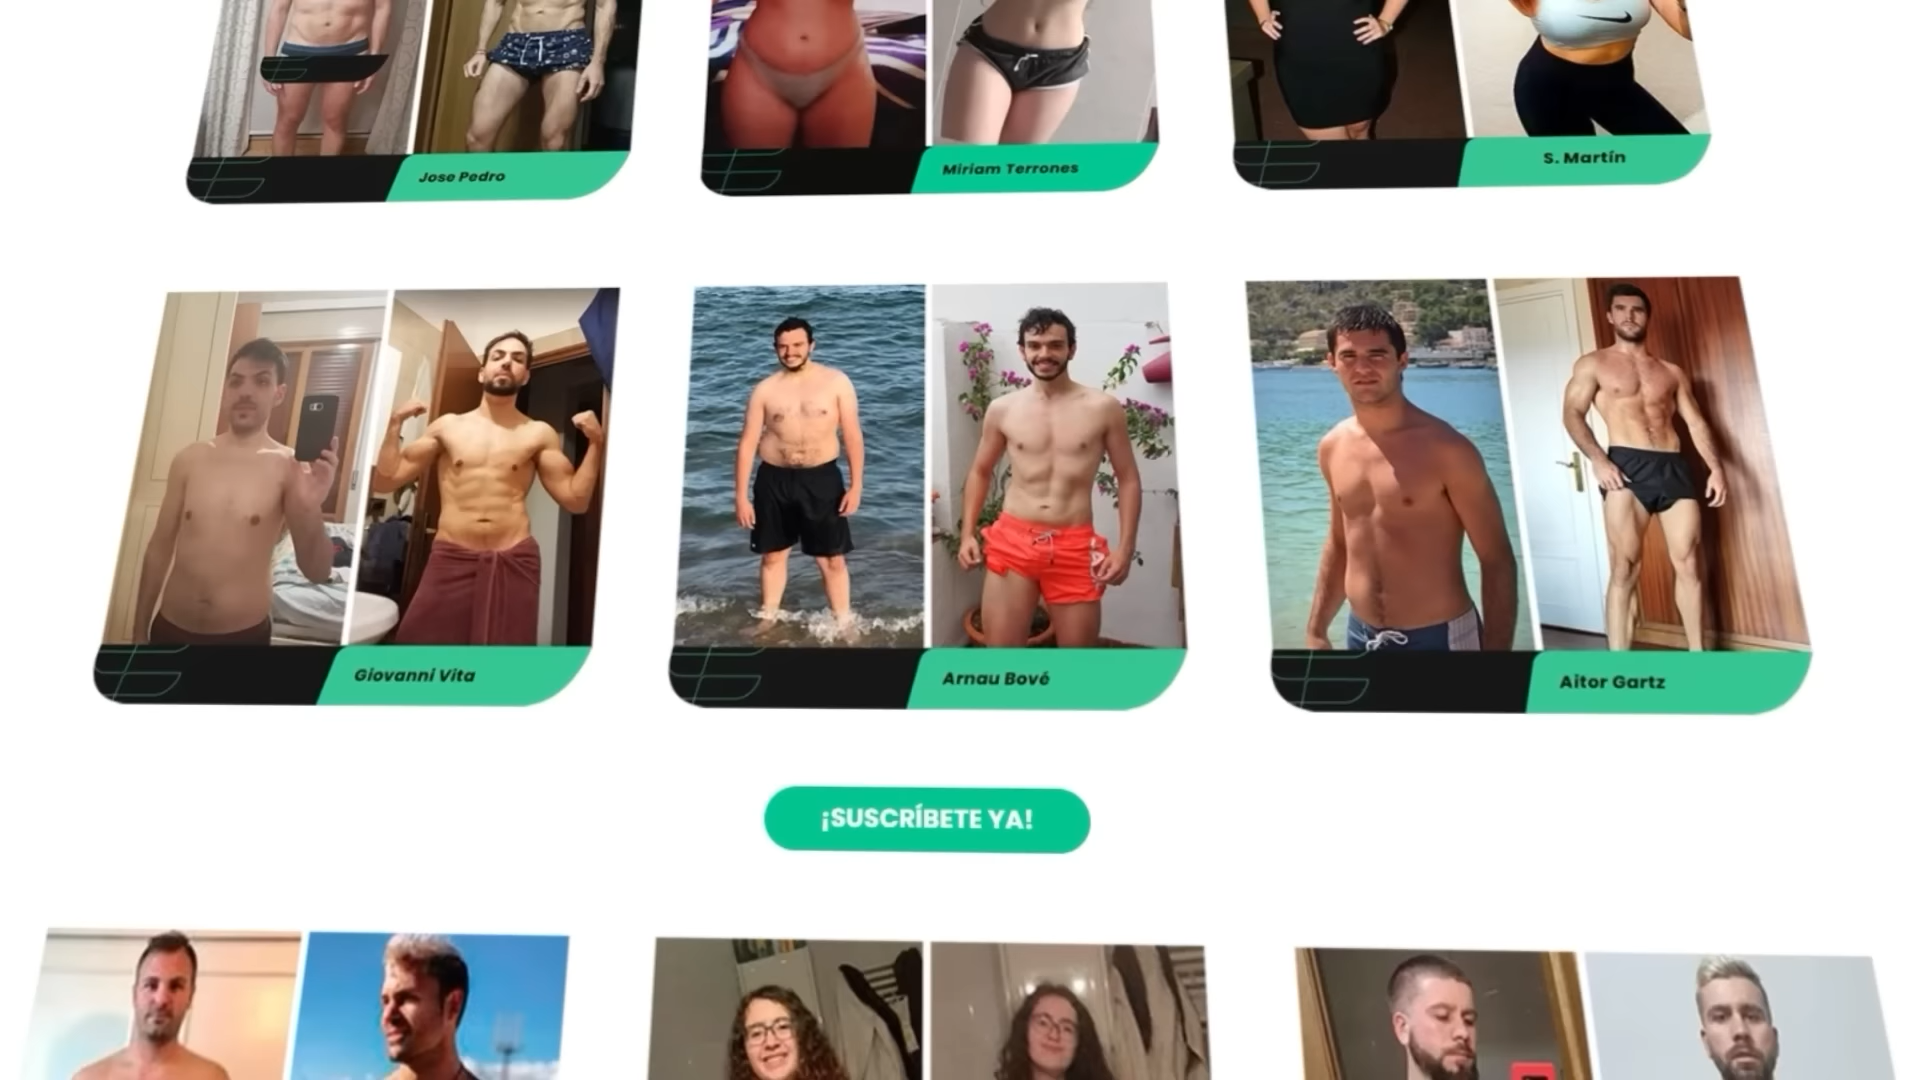 Jose Pedro
Miriam Terrones
S. Martín
Giovanni Vita
Arnau Bové
Aitor Gartz
¡SUSCRÍBETE YA!